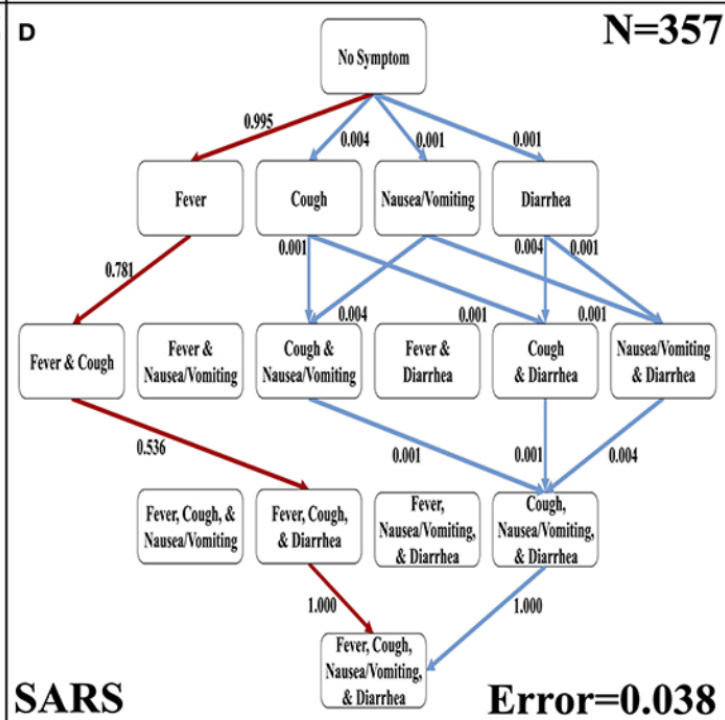 D
N=357
No Symptom
0.995
0.004
0.001
0.001
Fever
Cough
Nausea/Vomiting
Diarrhea
0.781
0.001
0.004
0.001
0.004
0.001
0.001
Fever & Cough
Fever &
Nausea/Vomiting
Cough &
Nausea/Vomiting
Fever &
Diarrhea
Cough
& Diarrhea
Nausea/Vomiting
& Diarrhea
0.536
0.001
0.001
0.004
Fever, Cough, &
Nausea/Vomiting
Fever, Cough,
& Diarrhea
Fever,
Nausea/Vomiting,
& Diarrhea
Cough,
Nausea/Vomiting,
& Diarrhea
1.000
1.000
Fever, Cough,
Nausea/Vomiting,
& Diarrhea
SARS
Error=0.038